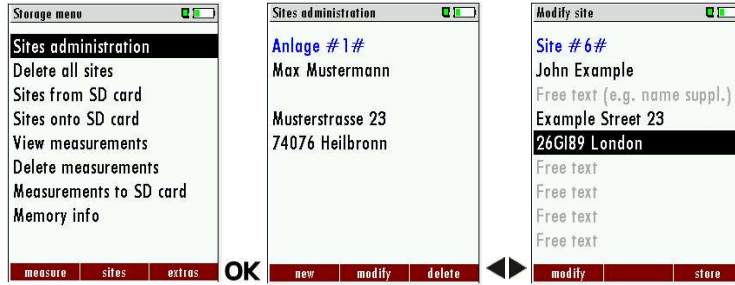 Storage menu
Sites administration
Delete all sites
Sites from SD card
Sites onto SD card
View measurements
Delete measurements
Measurements to SD card
Memory info
measure sites extras
OK
Sites administration
Anlage #1#
Max Mustermann
Musterstrasse 23
74076 Heilbronn
new modify delete
Modify site
Site #6#
John Example
Free text (e.g. name suppl.)
Example Street 23
26GI89 London
Free text
Free text
Free text
Free text
modify store